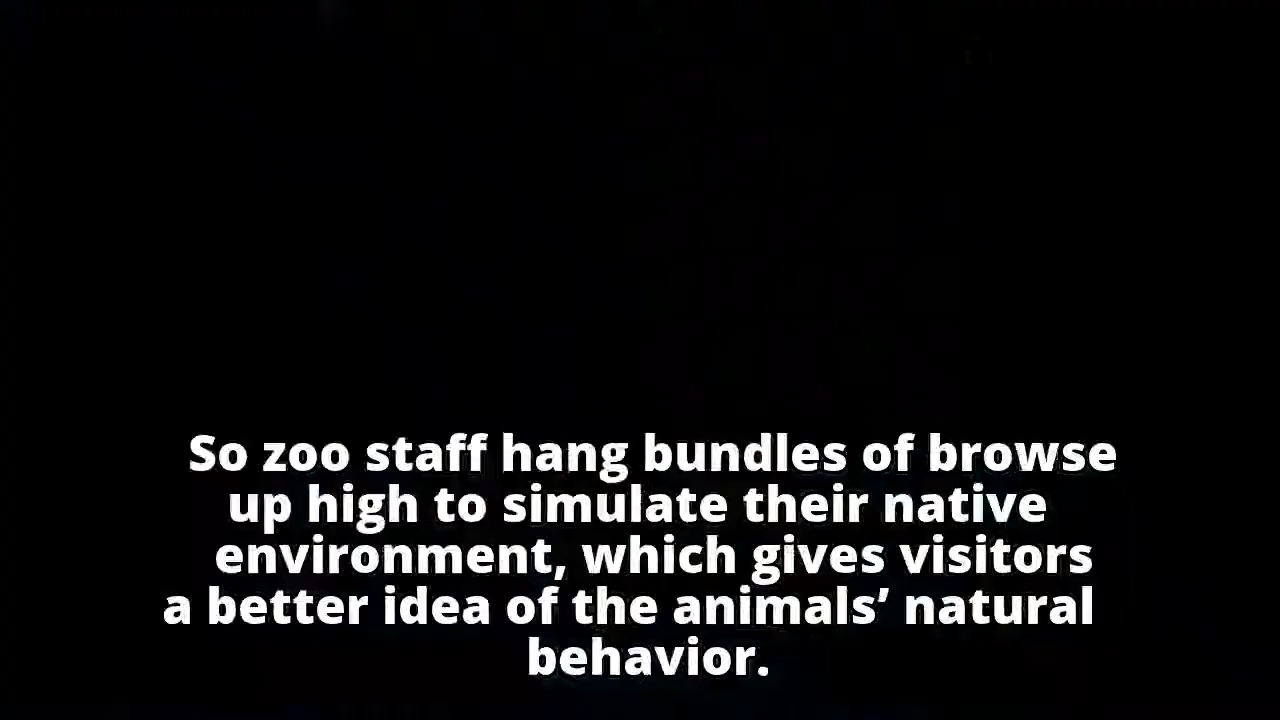 So zoo staff hang bundles of browse
up high to simulate their native
environment, which gives visitors
a better idea of the animals’ natural
behavior.